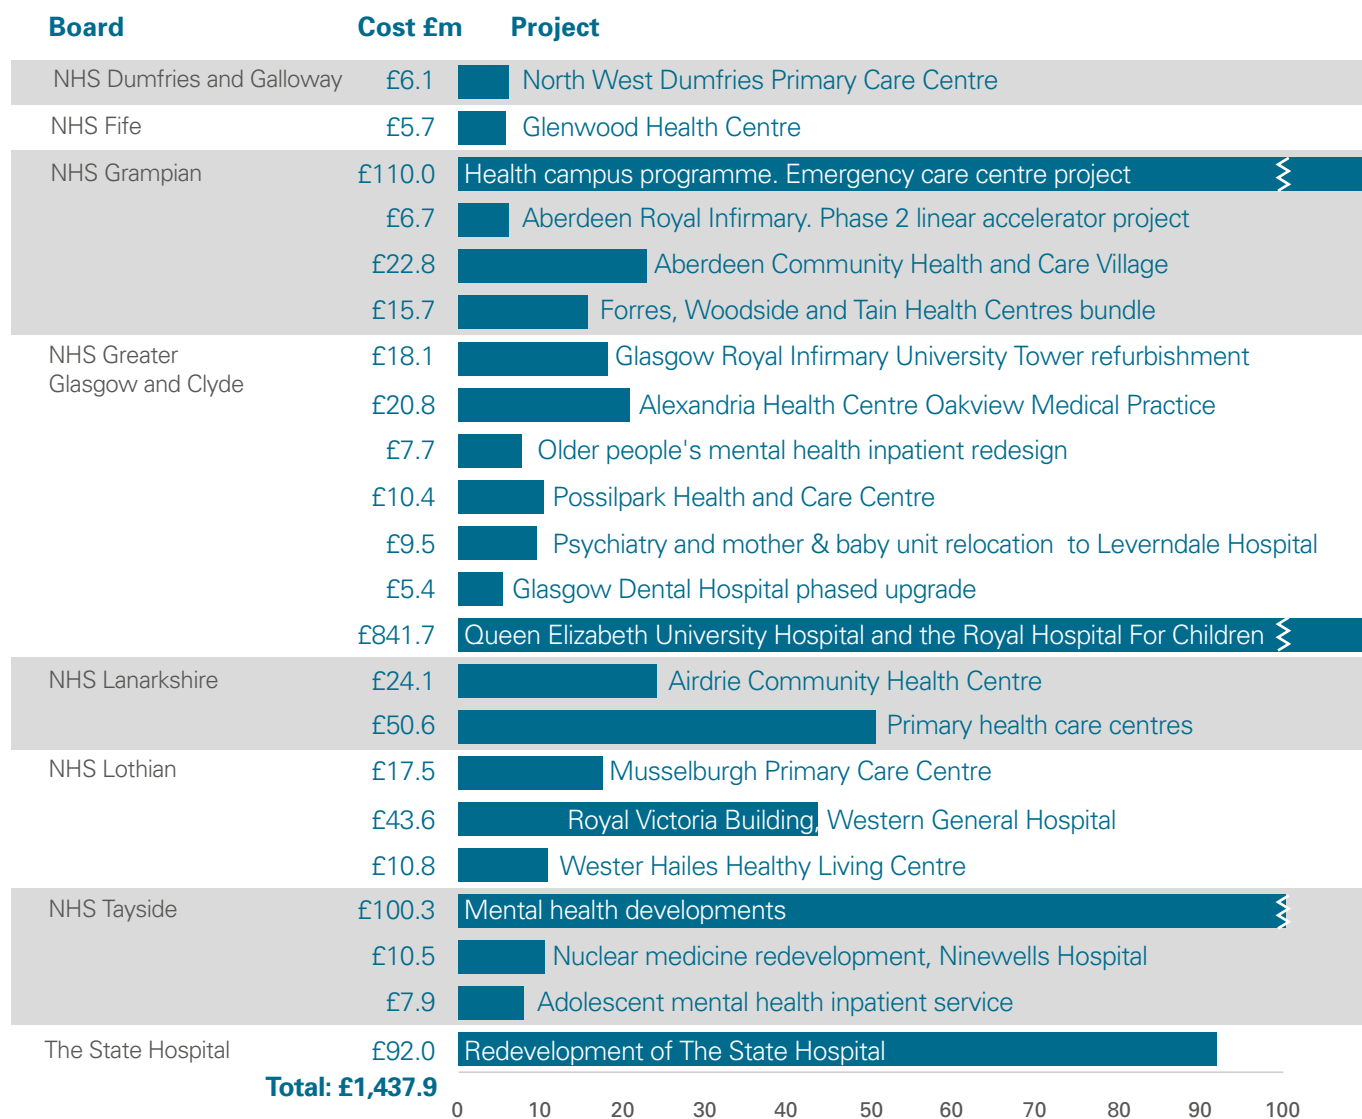 Board Cost £m Project
NHS Dumfries and Galloway £6.1 North West Dumfries Primary Care Centre
NHS Fife £5.7 Glenwood Health Centre
NHS Grampian £110.0 Health campus programme. Emergency care centre project
£6.7 Aberdeen Royal Infirmary. Phase 2 linear accelerator project
£22.8 Aberdeen Community Health and Care Village
£15.7 Forres, Woodside and Tain Health Centres bundle
NHS Greater
Glasgow and Clyde
£18.1 Glasgow Royal Infirmary University Tower refurbishment
£20.8 Alexandria Health Centre Oakview Medical Practice
£7.7 Older people's mental health inpatient redesign
£10.4 Possilpark Health and Care Centre
£9.5 Psychiatry and mother & baby unit relocation to Leverndale Hospital
£5.4 Glasgow Dental Hospital phased upgrade
£841.7 Queen Elizabeth University Hospital and the Royal Hospital For Children
NHS Lanarkshire £24.1 Airdrie Community Health Centre
£50.6 Primary health care centres
NHS Lothian £17.5 Musselburgh Primary Care Centre
£43.6 Royal Victoria Building, Western General Hospital
£10.8 Wester Hailes Healthy Living Centre
NHS Tayside £100.3 Mental health developments
£10.5 Nuclear medicine redevelopment, Ninewells Hospital
£7.9 Adolescent mental health inpatient service
The State Hospital £92.0 Redevelopment of The State Hospital
Total: £1,437.9
0 10 20 30 40 50 60 70 80 90 100